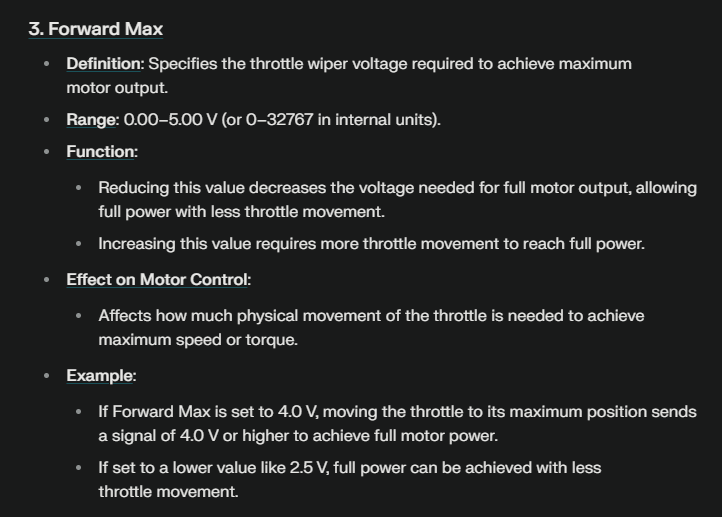 3. Forward Max
Definition: Specifies the throttle wiper voltage required to achieve maximum
motor output.
Range: 0.00–5.00 V (or 0–32767 in internal units).
Function:
Reducing this value decreases the voltage needed for full motor output, allowing
full power with less throttle movement.
Increasing this value requires more throttle movement to reach full power.
Effect on Motor Control:
Affects how much physical movement of the throttle is needed to achieve
maximum speed or torque.
Example:
If Forward Max is set to 4.0 V, moving the throttle to its maximum position sends
a signal of 4.0 V or higher to achieve full motor power.
If set to a lower value like 2.5 V, full power can be achieved with less
throttle movement.